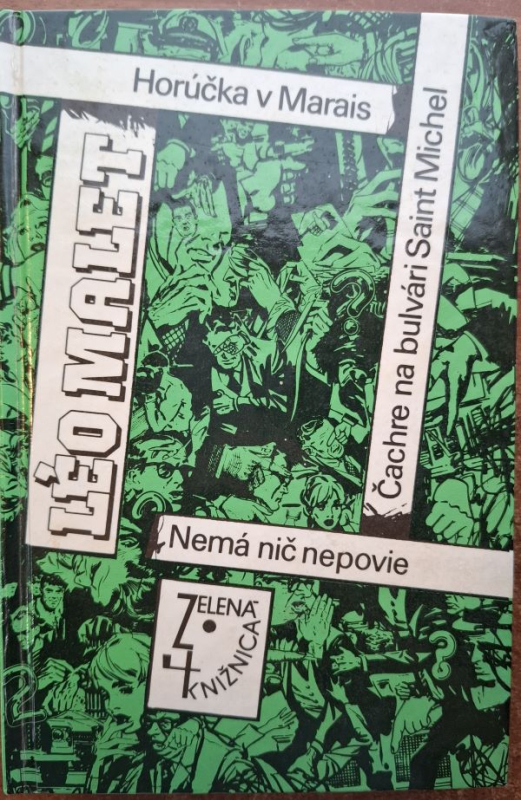 Horúčka v Marais
LÉO MALET
Čachre na bulvári Saint Michel
Nemá nič nepovie
ZELENÁ
KNIŽNICA